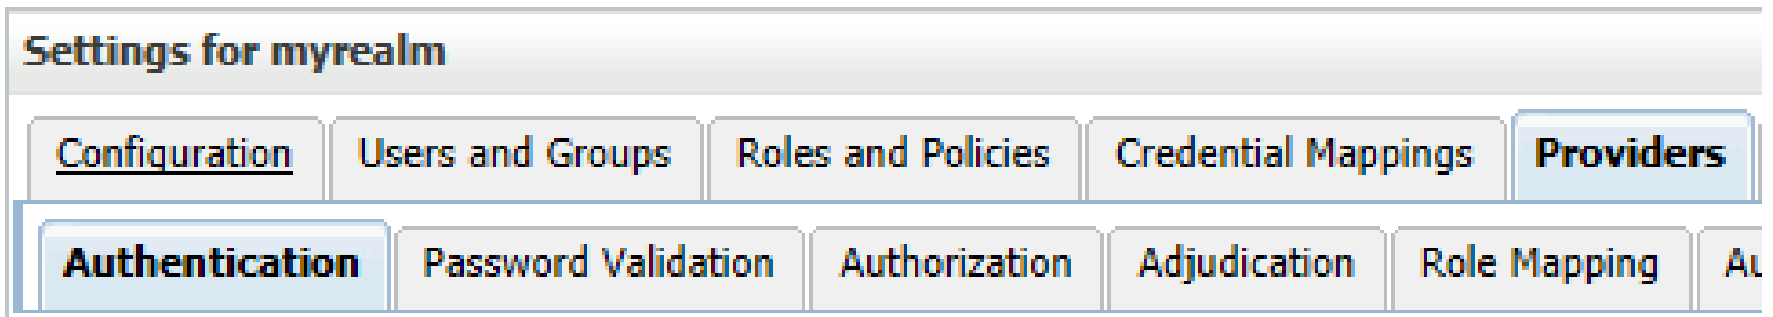 Settings for myrealm
Configuration Users and Groups Roles and Policies Credential Mappings Providers
Authentication Password Validation Authorization Adjudication Role Mapping